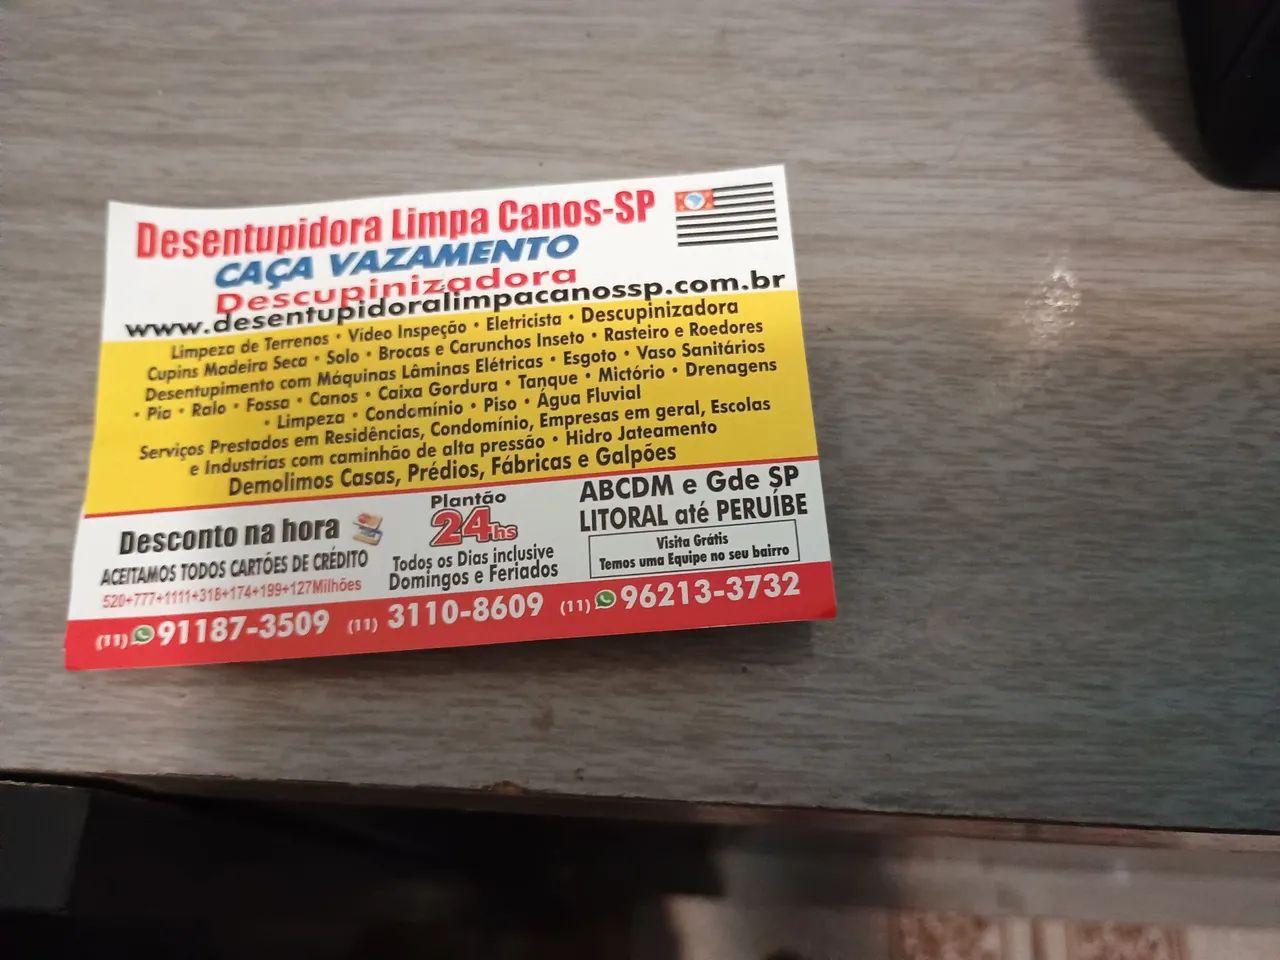 Desentupidora Limpa Canos-SP
CAÇA VAZAMENTO
Descupinizadora
www.desentupidoralimpacanossp.com.br
Limpeza de Terrenos • Vídeo Inspeção • Eletricista • Descupinizadora
Cupins Madeira Seca • Solo • Brocas e Carunchos Inseto • Rasteiro e Roedores
Desentupimento com Máquinas Lâminas Elétricas • Esgoto • Vaso Sanitários
• Pia • Ralo • Fossa • Canos • Caixa Gordura • Tanque • Mictório • Drenagens
• Limpeza • Condomínio • Piso • Água Fluvial
Serviços Prestados em Residências, Condomínio, Empresas em geral, Escolas
e Industrias com caminhão de alta pressão • Hidro Jateamento
Demolimos Casas, Prédios, Fábricas e Galpões
Desconto na hora
ACEITAMOS TODOS CARTÕES DE CRÉDITO
520+777+1111+318+174+199+127Milhões
Plantão
24hs
Todos os Dias inclusive
Domingos e Feriados
ABCDM e Gde SP
LITORAL até PERUÍBE
Visita Grátis
Temos uma Equipe no seu bairro
(11) 91187-3509 (11) 3110-8609 (11) 96213-3732